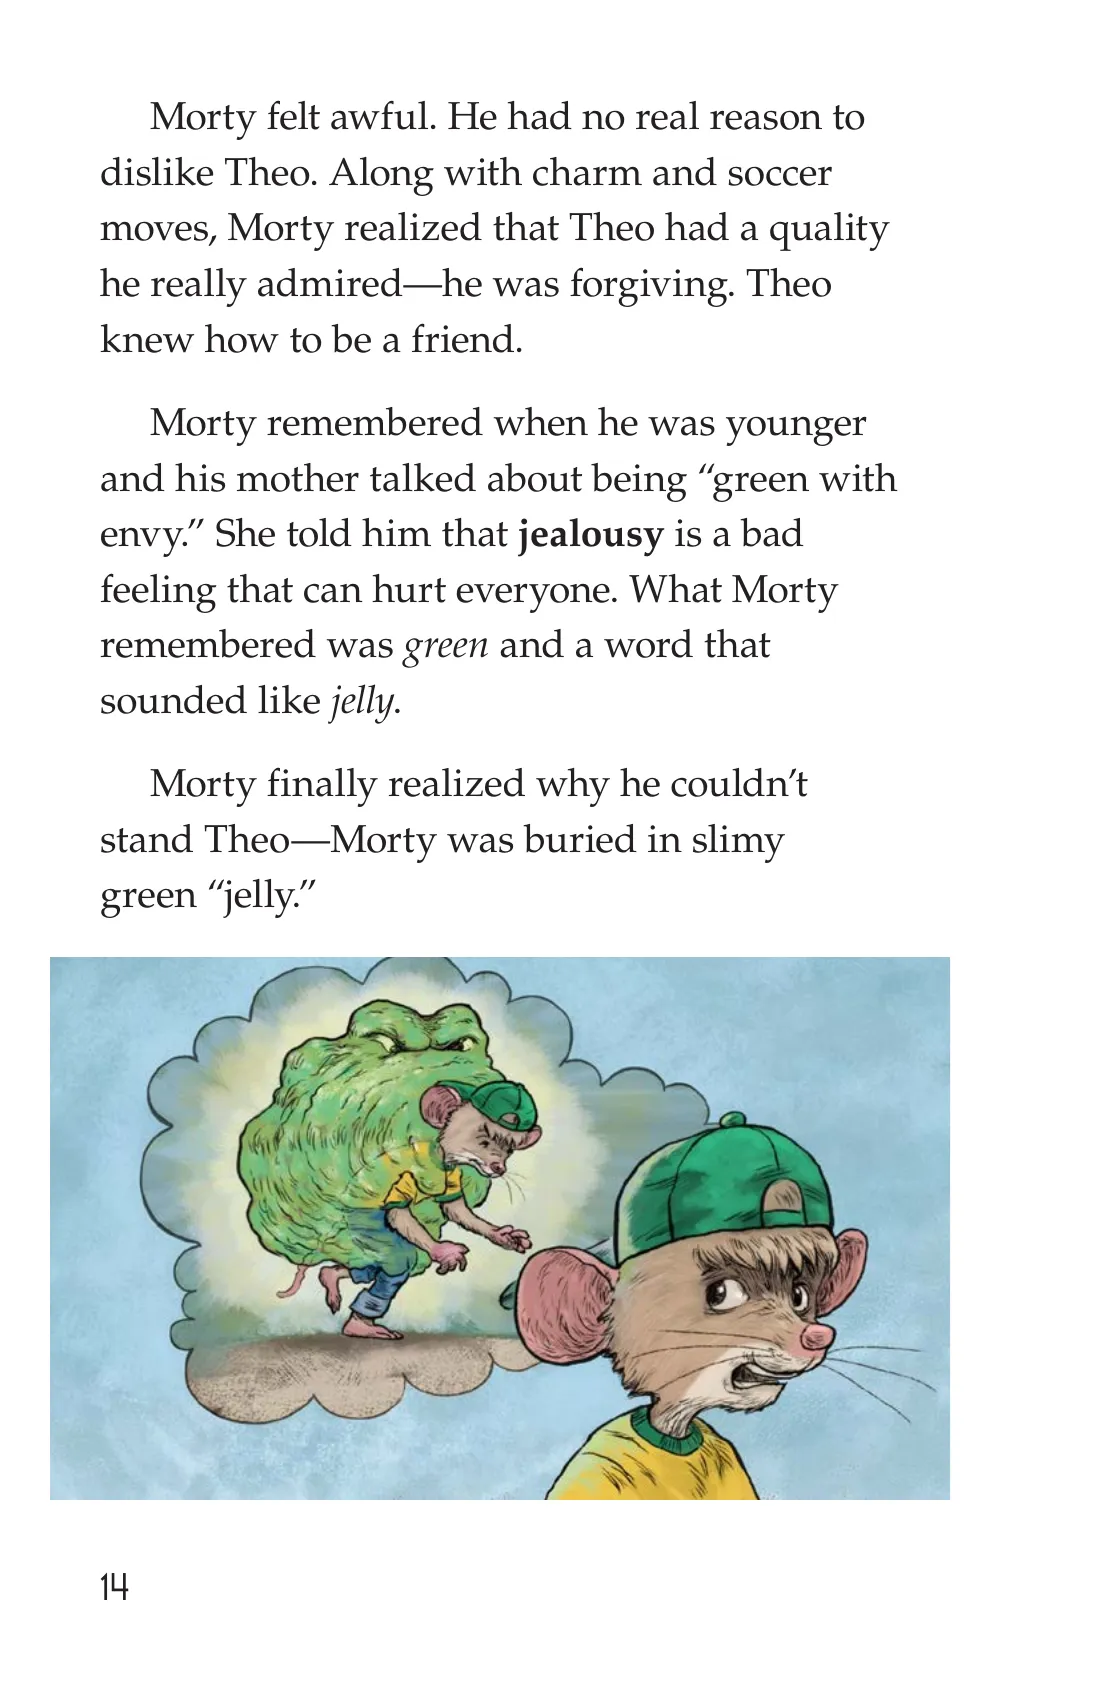 Morty felt awful. He had no real reason to
dislike Theo. Along with charm and soccer
moves, Morty realized that Theo had a quality
he really admired—he was forgiving. Theo
knew how to be a friend.
Morty remembered when he was younger
and his mother talked about being “green with
envy.” She told him that jealousy is a bad
feeling that can hurt everyone. What Morty
remembered was green and a word that
sounded like jelly.
Morty finally realized why he couldn’t
stand Theo—Morty was buried in slimy
green “jelly.”
14